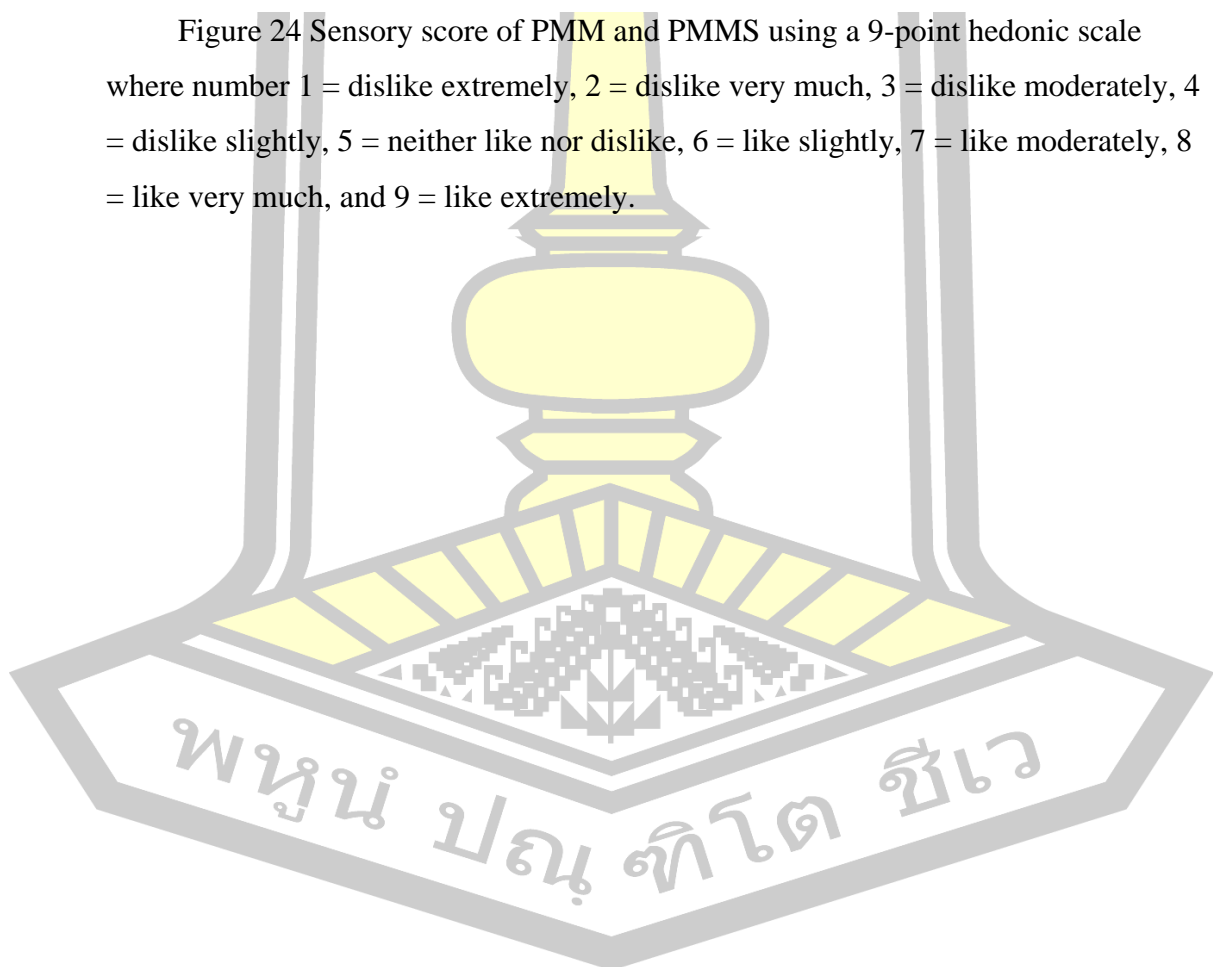 Figure 24 Sensory score of PMM and PMMS using a 9-point hedonic scale
where number 1 = dislike extremely, 2 = dislike very much, 3 = dislike moderately, 4
= dislike slightly, 5 = neither like nor dislike, 6 = like slightly, 7 = like moderately, 8
= like very much, and 9 = like extremely.
พหูนํ ปณฺฑิโต ชีเว